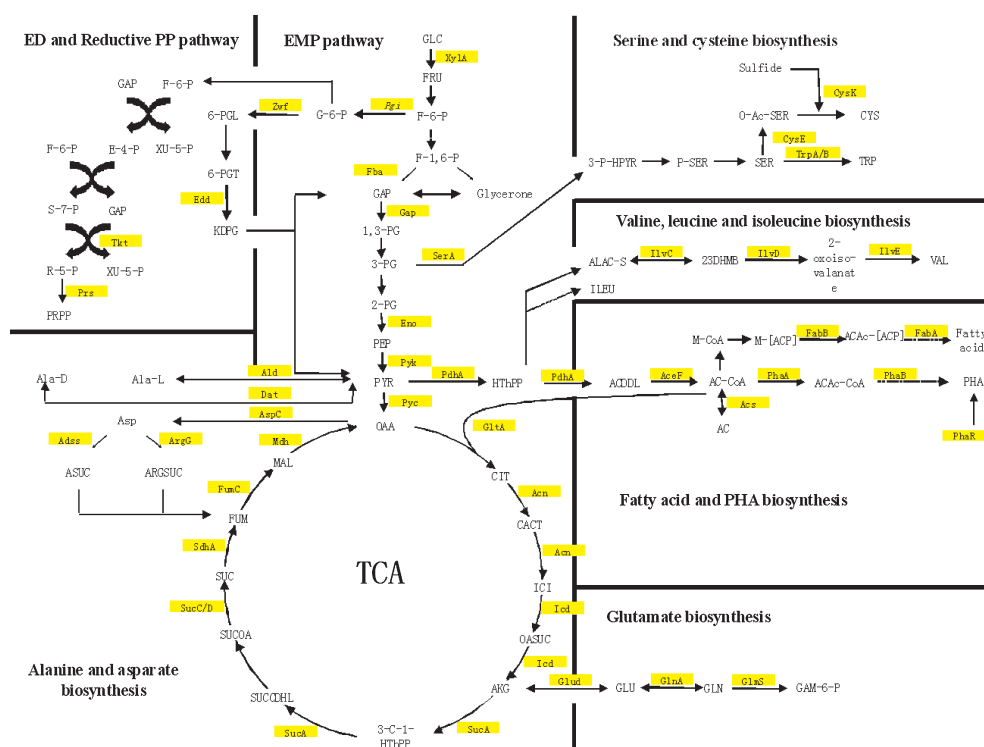 ED and Reductive PP pathway
GAP
F-6-P
F-6-P
E-4-P
XU-5-P
S-7-P
GAP
Tkt
R-5-P
XU-5-P
Prs
PRPP
6-PGL
Zwf
G-6-P
Pgi
6-PGT
Edd
KDPG
EMP pathway
GLC
XylA
FRU
F-6-P
F-1,6-P
Fba
GAP
Glycerone
Gap
1,3-PG
3-PG
SerA
2-PG
Eno
PEP
Pyk
PYR
PdhA
HThPP
Pyc
OAA
Serine and cysteine biosynthesis
Sulfide
CysK
O-Ac-SER
CYS
CysE
3-P-HPYR
P-SER
SER
TrpA/B
TRP
Valine, leucine and isoleucine biosynthesis
ALAC-S
IlvC
23DHMB
IlvD
2-
oxoiso-
valanat
e
IlvE
VAL
ILEU
M-CoA
M-[ACP]
FabB
ACAc-[ACP]
FabA
Fatty
acid
PdhA
ACDDL
AceF
AC-CoA
PhaA
ACAc-CoA
PhaB
PHA
Acs
AC
PhaR
Fatty acid and PHA biosynthesis
Ala-D
Ala-L
Ald
Dat
Asp
AspC
Adss
ArgG
ASUC
ARGSUC
Alanine and asparate
biosynthesis
TCA
Mdh
MAL
FumC
FUM
SdhA
SUC
SucC/D
SUCOA
SUCCDHL
SucA
3-C-1-
HThPP
SucA
GltA
CIT
Acn
CACT
Acn
ICI
Icd
OASUC
Icd
AKG
Glutamate biosynthesis
Glud
GLU
GlnA
GLN
GlmS
GAM-6-P